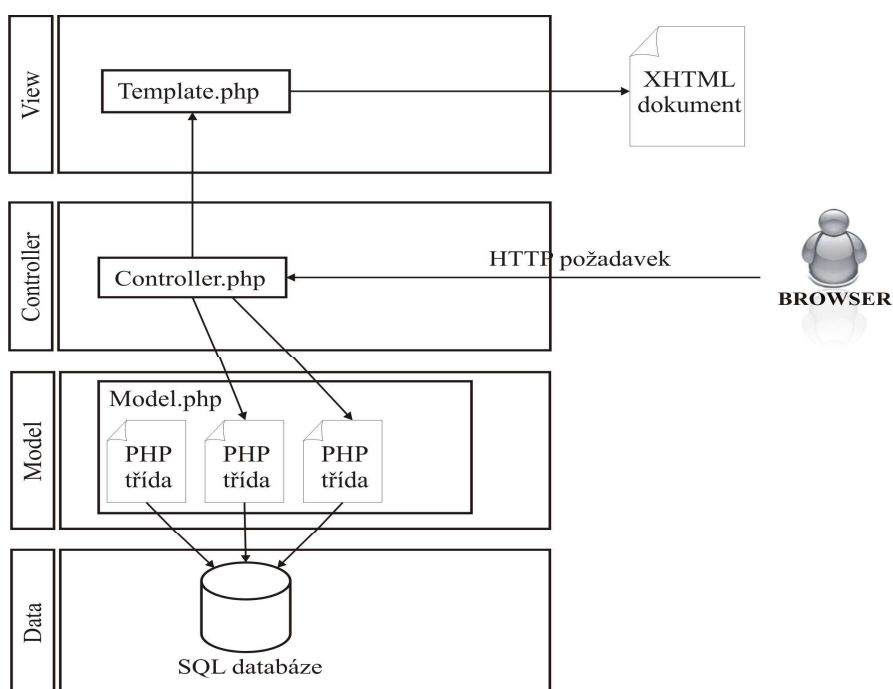 View
Template.php
XHTML
dokument
Controller
Controller.php
HTTP požadavek
BROWSER
Model
Model.php
PHP
třída
PHP
třída
PHP
třída
Data
SQL databáze